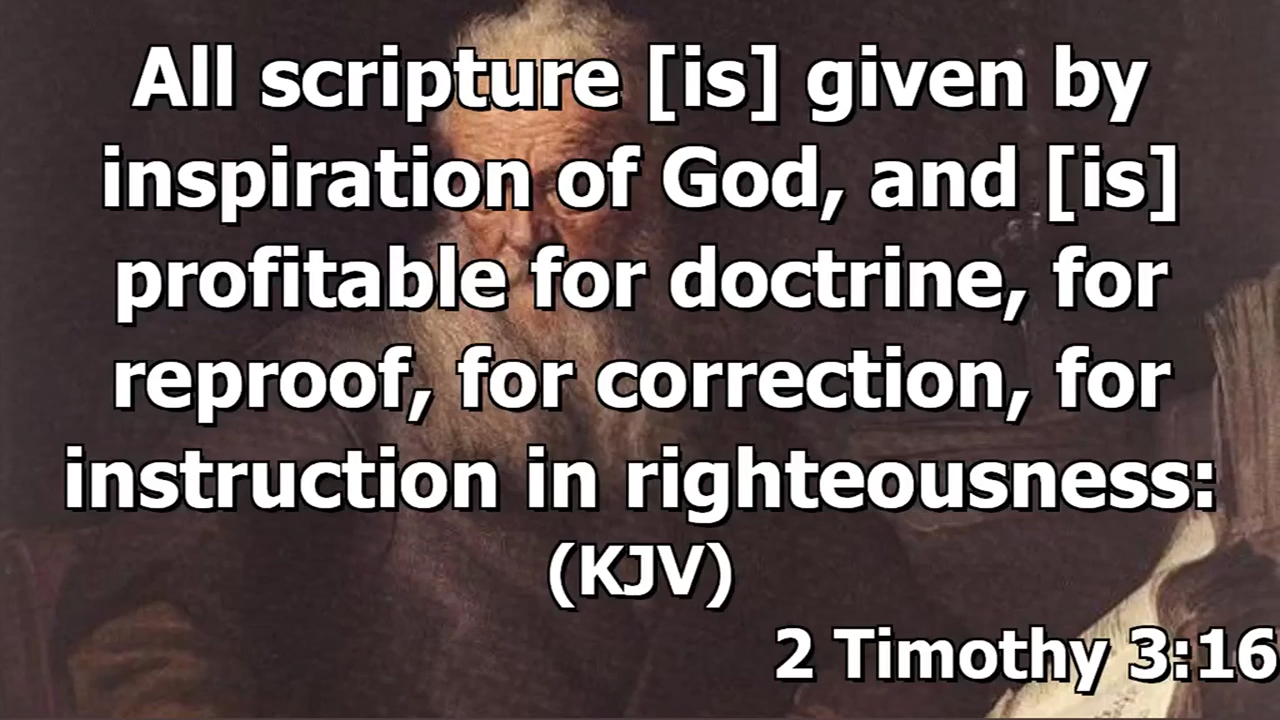 All scripture [is] given by
inspiration of God, and [is]
profitable for doctrine, for
reproof, for correction, for
instruction in righteousness:
(KJV)
2 Timothy 3:16